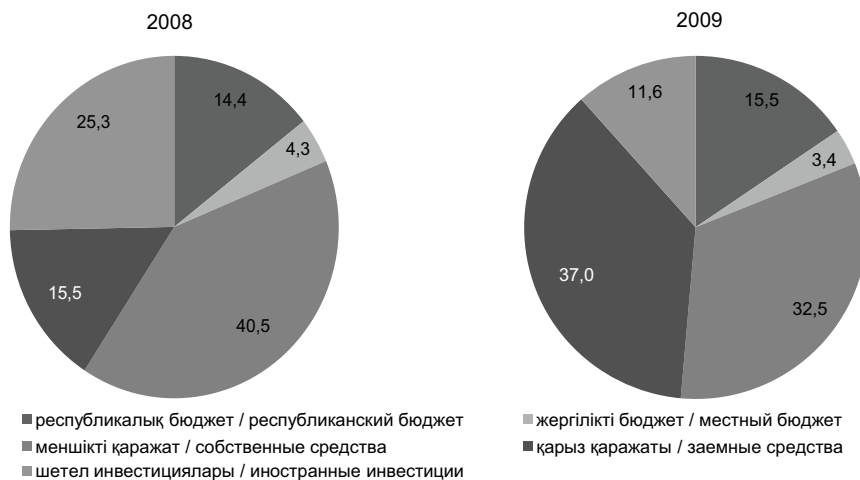 2008
2009
14,4
4,3
40,5
15,5
25,3
15,5
3,4
32,5
37,0
11,6
республикалық бюджет / республиканский бюджет
жергілікті бюджет / местный бюджет
меншікті қаражат / собственные средства
қарыз қаражаты / заемные средства
шетел инвестициялары / иностранные инвестиции